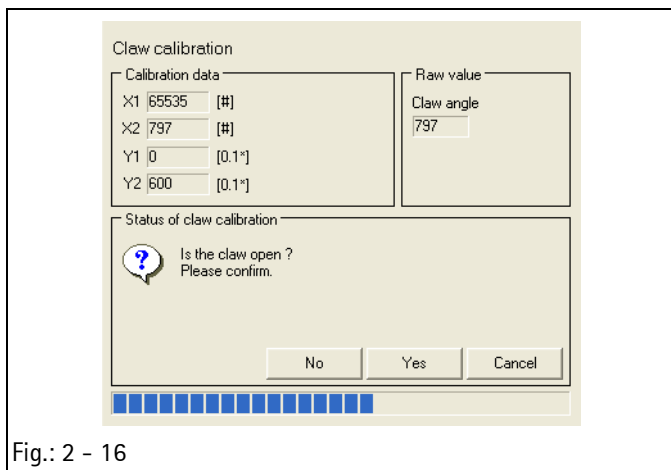 Claw calibration
Calibration data
X1 65535 [#]
X2 797 [#]
Y1 0 [0.1*]
Y2 600 [0.1*]
Raw value
Claw angle
797
Status of claw calibration
Is the claw open ?
Please confirm.
No Yes Cancel
Fig.: 2 - 16